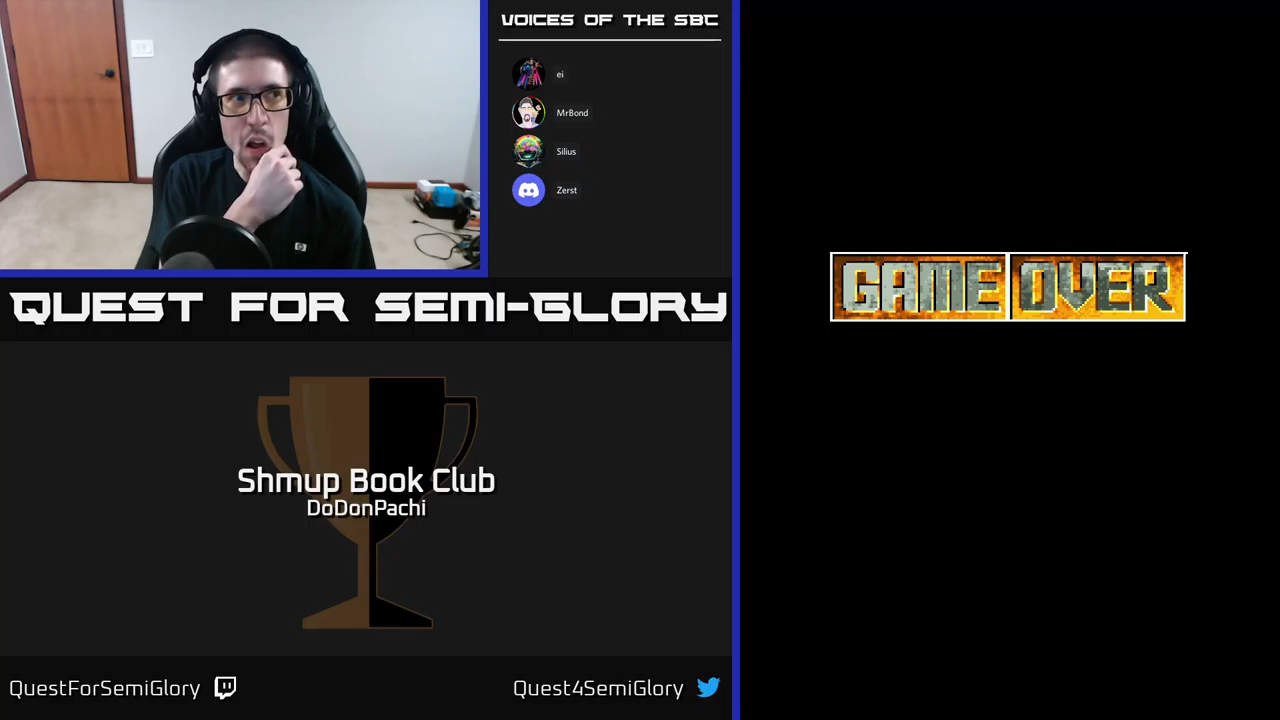 VOICES OF THE SBC
ei
MrBond
Silius
Zerst
QUEST FOR SEMI-GLORY
Shmup Book Club
DoDonPachi
QuestForSemiGlory
Quest4SemiGlory
GAME OVER
hp